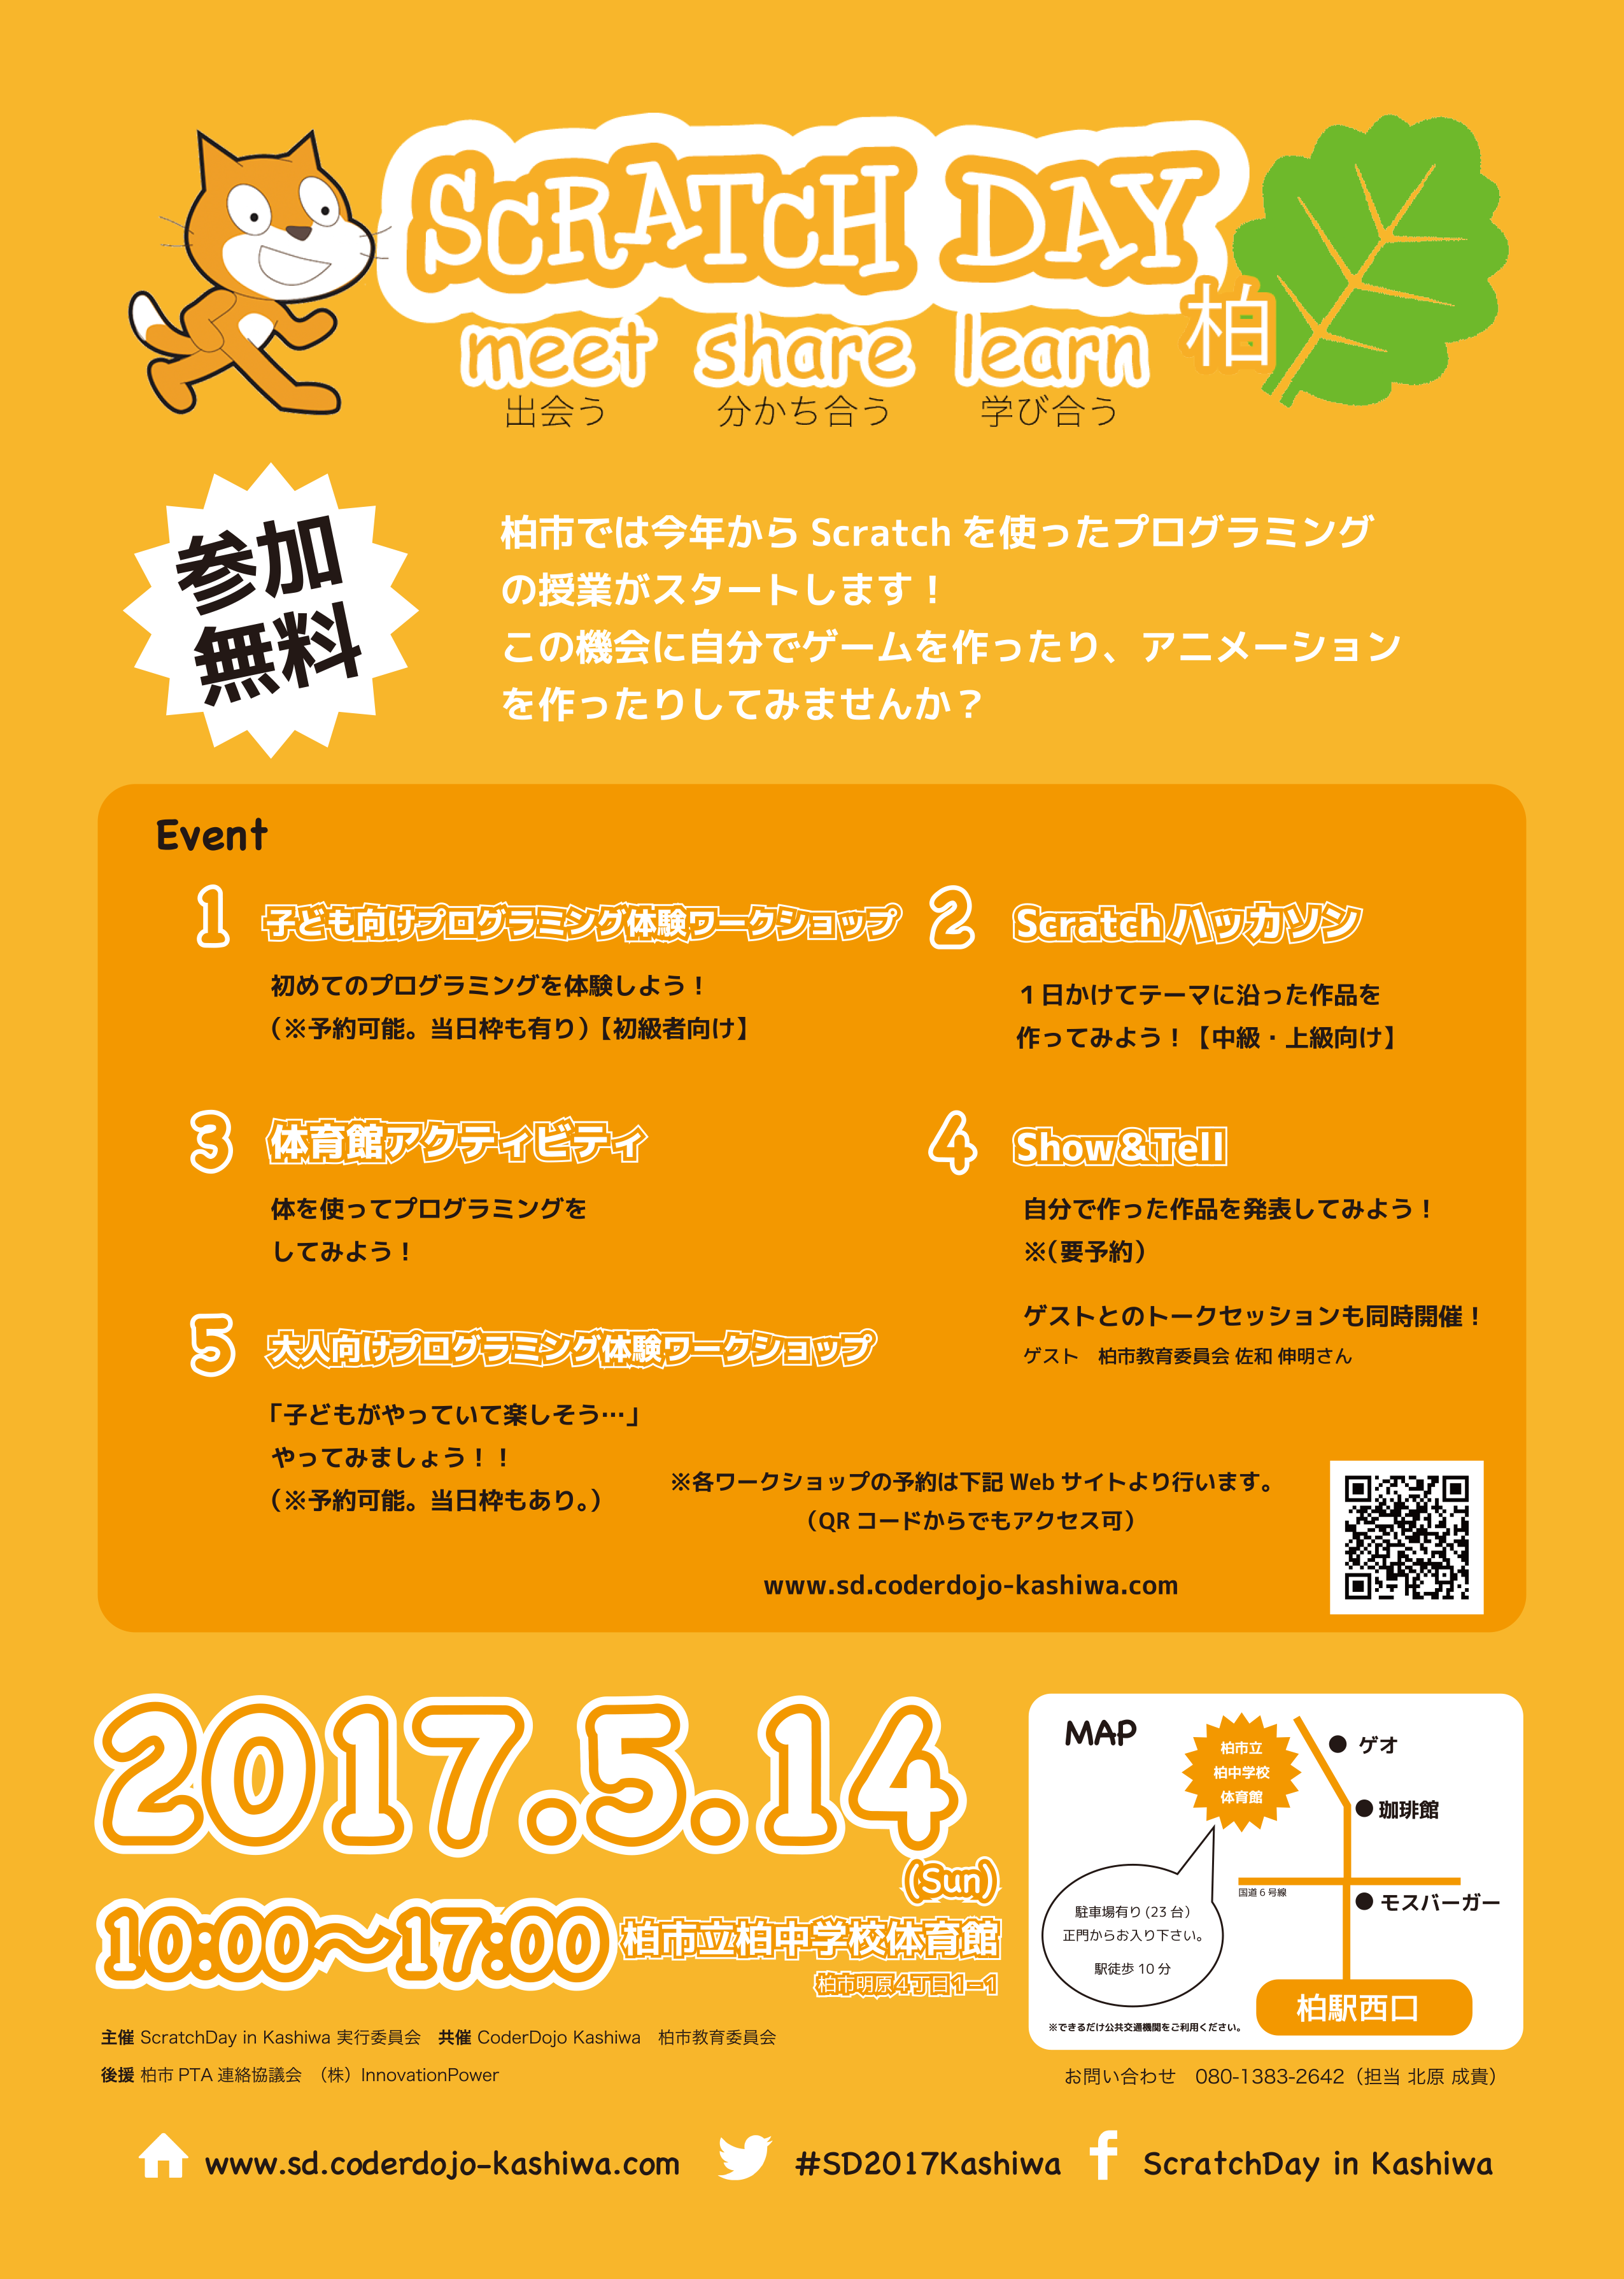 SCRATCH DAY
柏
meet share learn
出会う 分かち合う 学び合う
参加
無料
柏市では今年から Scratch を使ったプログラミング
の授業がスタートします！
この機会に自分でゲームを作ったり、アニメーション
を作ったりしてみませんか？
Event
1 子ども向けプログラミング体験ワークショップ
初めてのプログラミングを体験しよう！
（※予約可能。当日枠も有り）【初級者向け】
2 Scratch ハッカソン
１日かけてテーマに沿った作品を
作ってみよう！【中級・上級向け】
3 体育館アクティビティ
体を使ってプログラミングを
してみよう！
4 Show&Tell
自分で作った作品を発表してみよう！
※（要予約）
ゲストとのトークセッションも同時開催！
ゲスト　柏市教育委員会 佐和 伸明さん
5 大人向けプログラミング体験ワークショップ
「子どもがやっていて楽しそう…」
やってみましょう！！
（※予約可能。当日枠もあり。）
※各ワークショップの予約は下記 Web サイトより行います。
（QR コードからでもアクセス可）
www.sd.coderdojo-kashiwa.com
2017.5.14
(Sun)
10:00〜17:00 柏市立柏中学校体育館
柏市明原4丁目1−1
主催 ScratchDay in Kashiwa 実行委員会　共催 CoderDojo Kashiwa　柏市教育委員会
後援 柏市 PTA 連絡協議会　（株）InnovationPower
MAP
柏市立
柏中学校
体育館
ゲオ
珈琲館
国道 6 号線
モスバーガー
駐車場有り（23 台）
正門からお入り下さい。
駅徒歩 10 分
柏駅西口
※できるだけ公共交通機関をご利用ください。
お問い合わせ　080-1383-2642（担当 北原 成貴）
www.sd.coderdojo-kashiwa.com #SD2017Kashiwa ScratchDay in Kashiwa